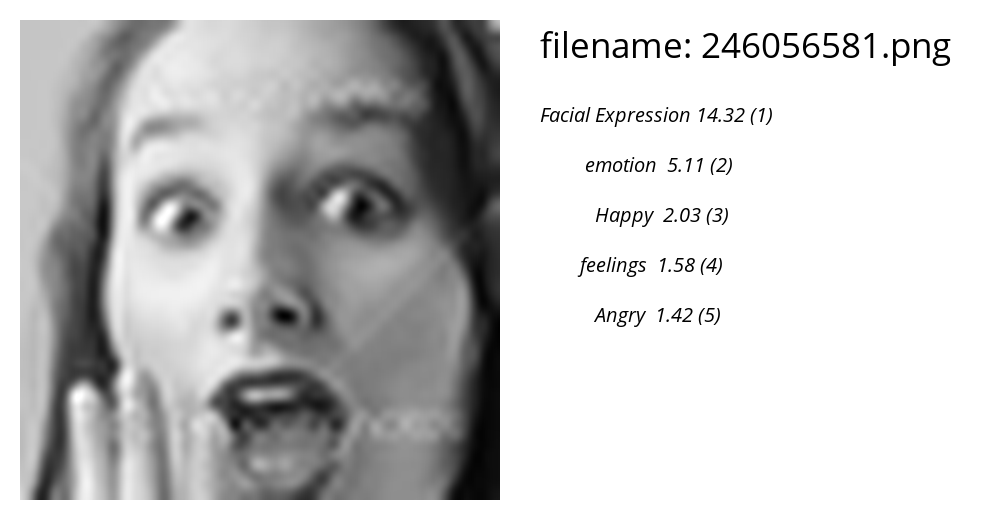 filename: 246056581.png
Facial Expression 14.32 (1)
emotion 5.11 (2)
Happy 2.03 (3)
feelings 1.58 (4)
Angry 1.42 (5)